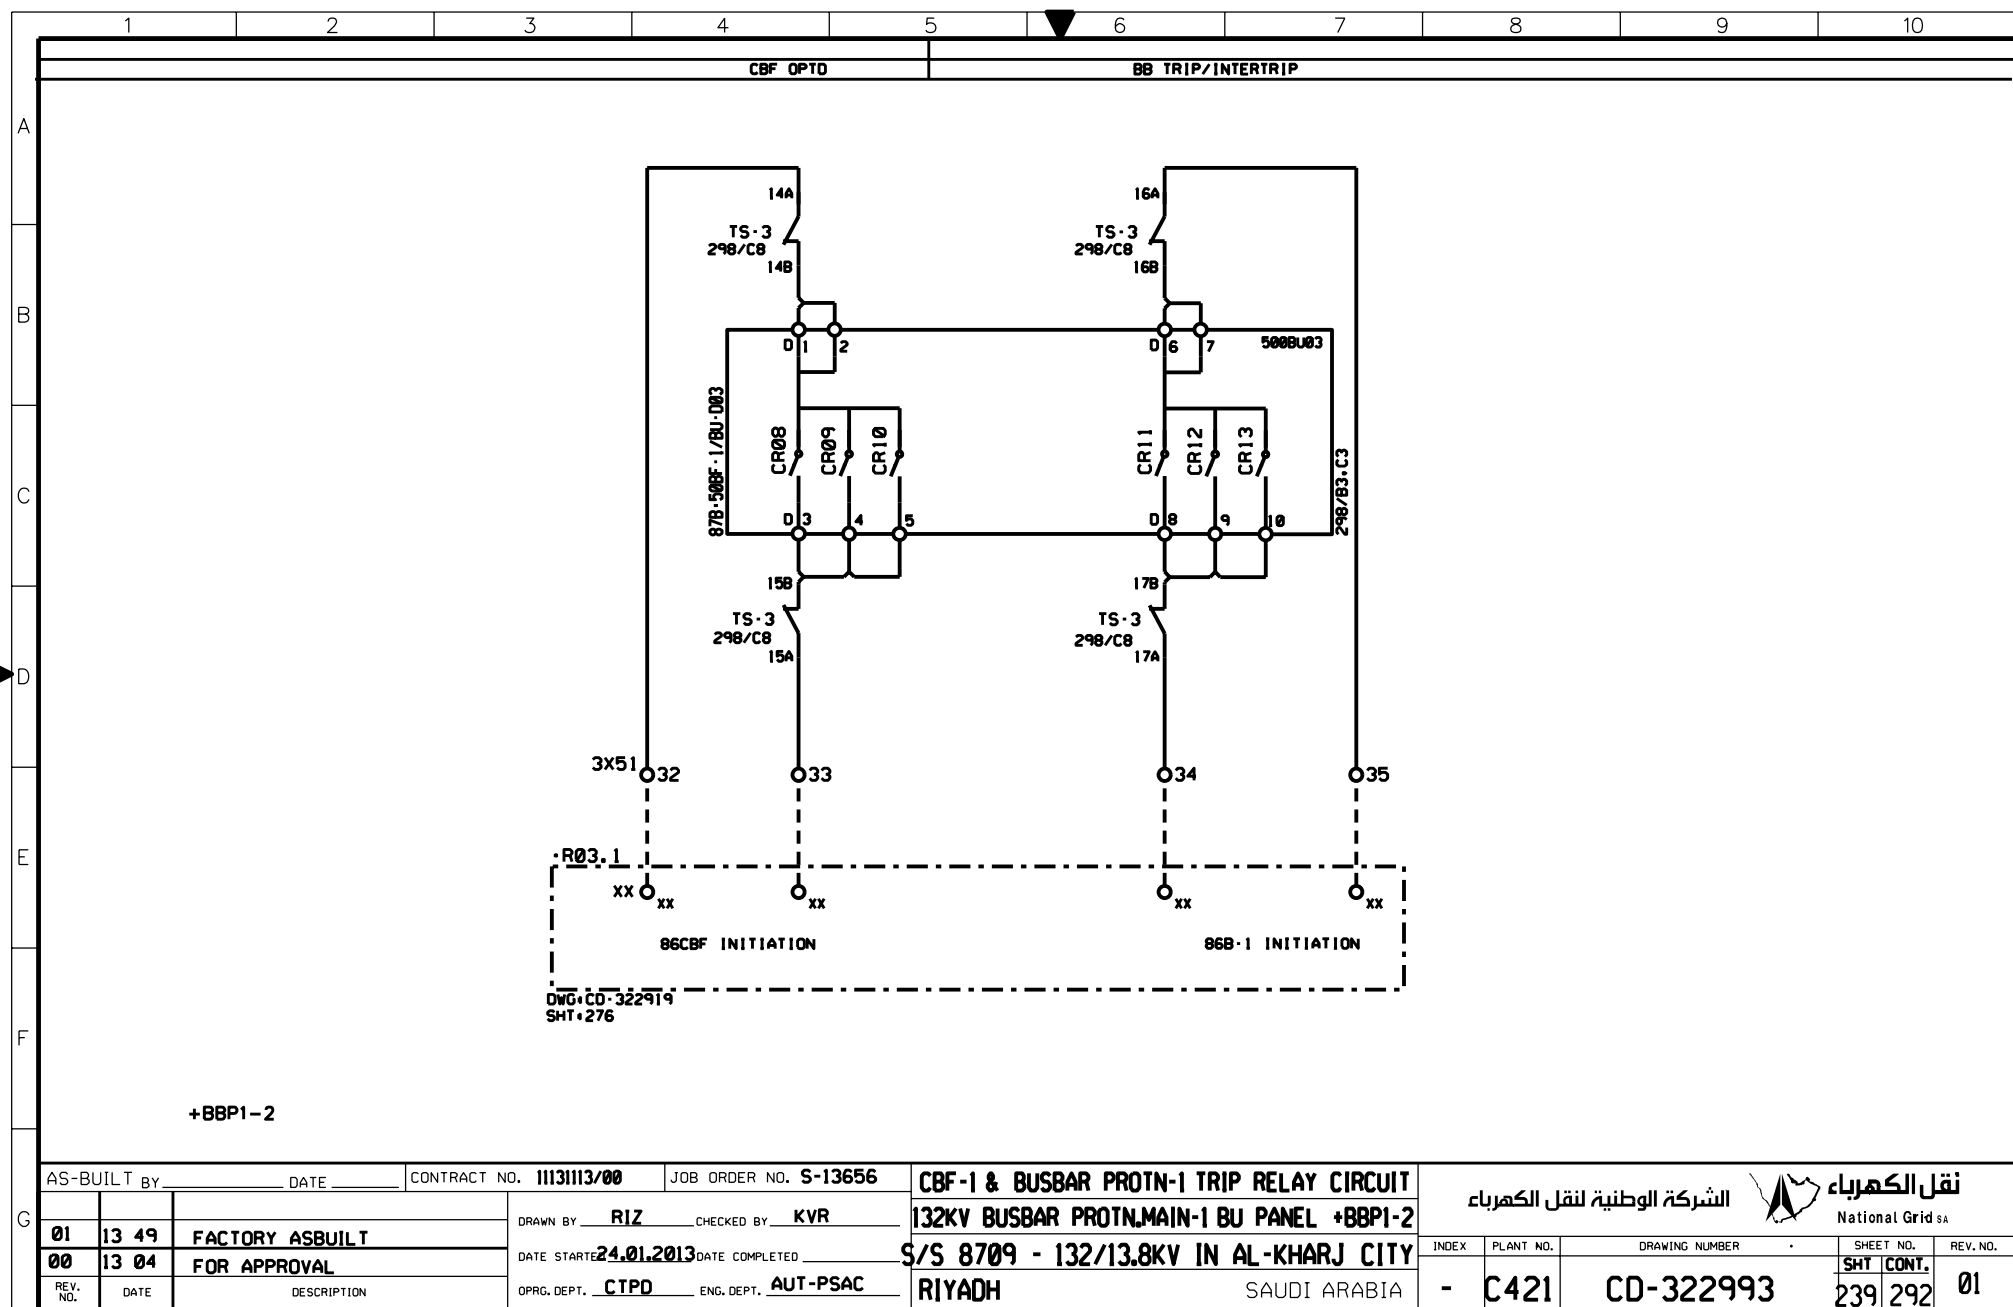 1 2 3 4 5 6 7 8 9 10
CBF OPTD
BB TRIP/INTERTRIP
A
B
C
D
E
F
G
14A
TS-3
298/C8
14B
16A
TS-3
298/C8
16B
D 1 2
D 6 7
500BU03
87B-50BF-1/BU-D03
CR08
CR09
CR10
CR11
CR12
CR13
298/B3,C3
D 3 4 5
D 8 9 10
15B
TS-3
298/C8
15A
17B
TS-3
298/C8
17A
3X51 32 33 34 35
-R03.1
XX XX XX XX XX
86CBF INITIATION
86B-1 INITIATION
DWG:CD-322919
SHT:276
+BBP1-2
AS-BUILT BY DATE
CONTRACT NO. 11131113/00
JOB ORDER NO. S-13656
01 13 49 FACTORY ASBUILT
00 13 04 FOR APPROVAL
REV. NO. DATE DESCRIPTION
DRAWN BY RIZ CHECKED BY KVR
DATE STARTED 24.01.2013 DATE COMPLETED
OPRG. DEPT. CTPD ENG. DEPT. AUT-PSAC
CBF-1 & BUSBAR PROTN-1 TRIP RELAY CIRCUIT
132KV BUSBAR PROTN.MAIN-1 BU PANEL +BBP1-2
S/S 8709 - 132/13.8KV IN AL-KHARJ CITY
RIYADH SAUDI ARABIA
الشركة الوطنية لنقل الكهرباء
نقل الكهرباء
National Grid SA
INDEX PLANT NO. DRAWING NUMBER SHEET NO. REV. NO.
SHT CONT.
- C421 CD-322993 239 292 01